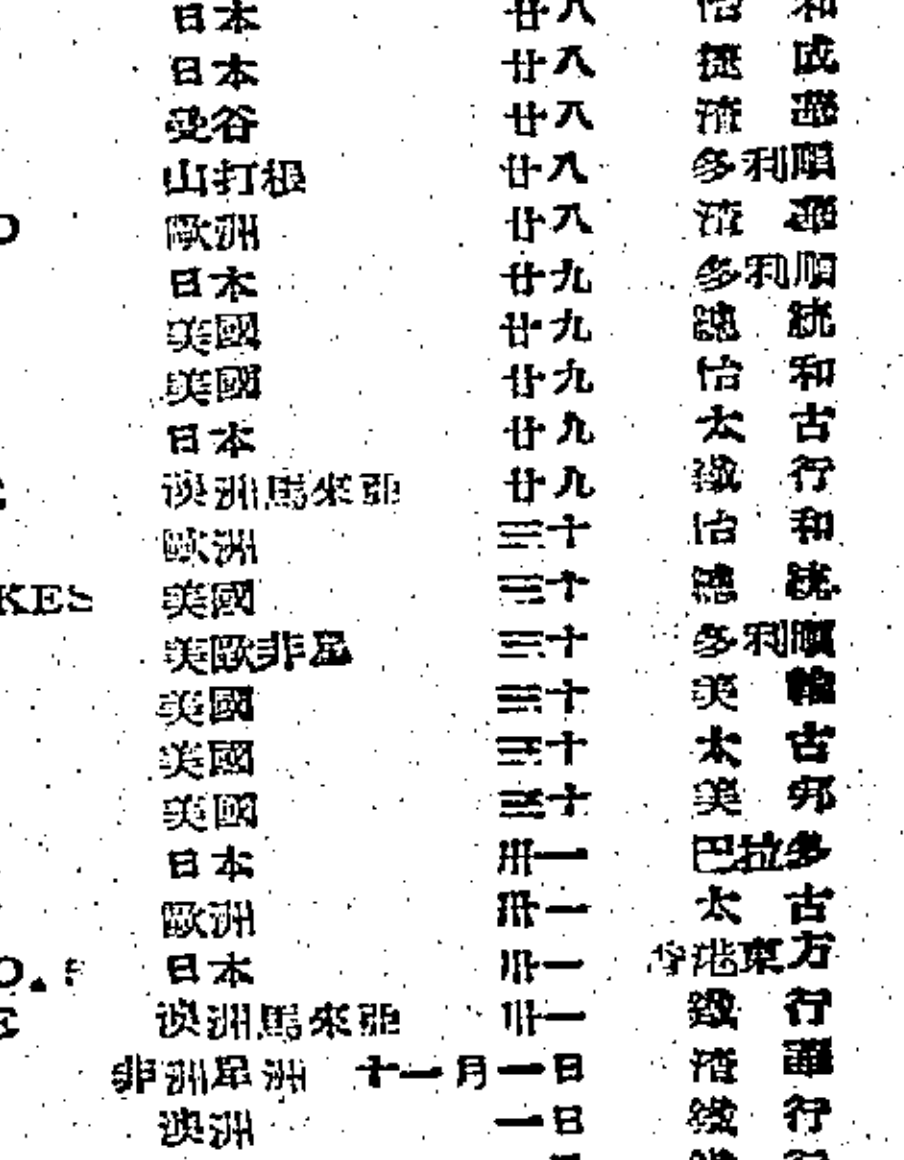 日本 廿八 怡和
日本 廿八 捷成
曼谷 廿八 渣華
山打根 廿八 多利順
O 歐洲 廿八 渣華
日本 廿九 多利順
美國 廿九 總統
美國 廿九 怡和
日本 廿九 太古
澳洲馬來亞 廿九 鐵行
歐洲 三十 怡和
KES 美國 三十 總統
美歐非星 三十 多利順
美國 三十 美輪
美國 三十 太古
美國 三十 美邦
日本 卅一 巴拉多
歐洲 卅一 太古
O. 日本 卅一 東方
E 澳洲馬來亞 卅一 鐵行
非洲星洲 十一月一日 渣華
澳洲 一日 鐵行